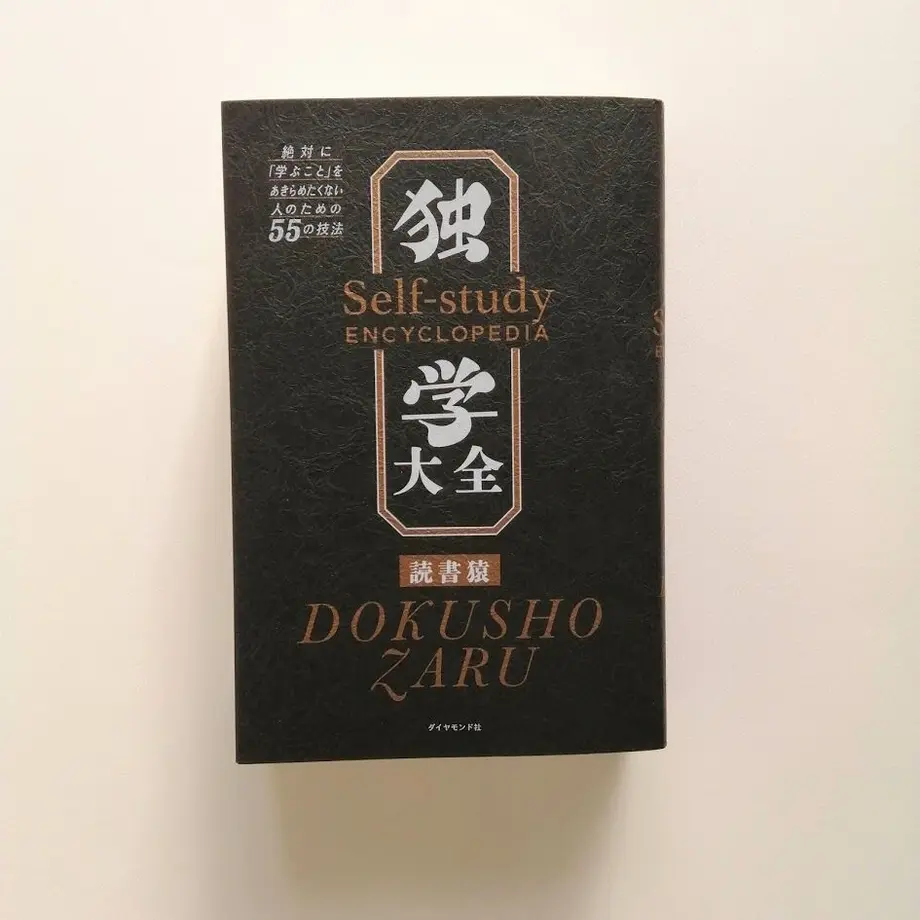 絶対に
「学ぶこと」を
あきらめたくない
人のための
55の技法
独
Self-study
ENCYCLOPEDIA
学
大全
読書猿
DOKUSHO
ZARU
ダイヤモンド社